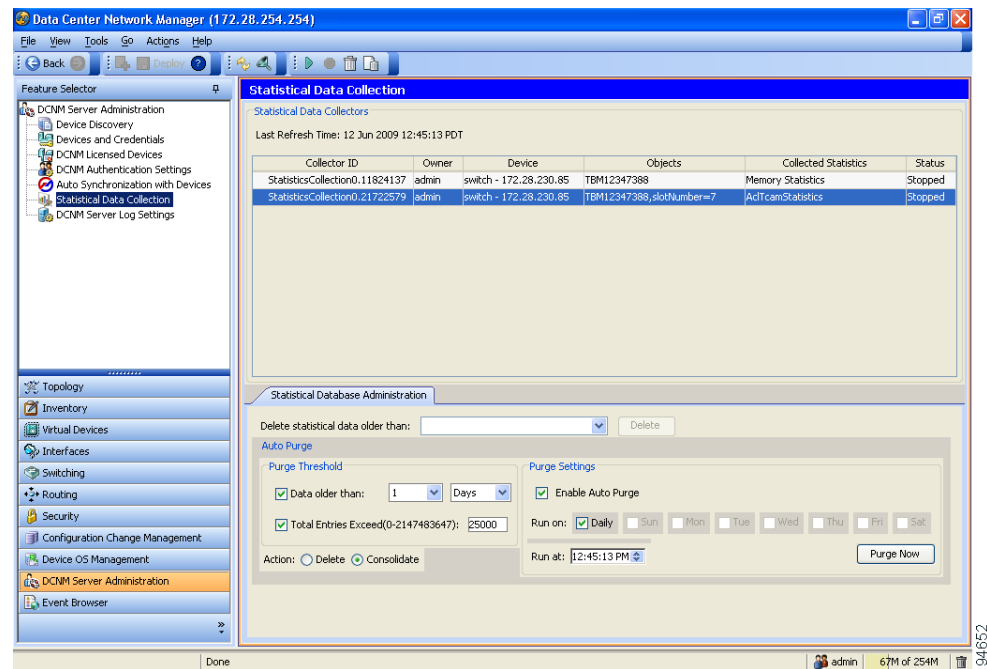 Data Center Network Manager (172.28.254.254)
File View Tools Go Actions Help
Back Deploy
Feature Selector
DCNM Server Administration
Device Discovery
Devices and Credentials
DCNM Licensed Devices
DCNM Authentication Settings
Auto Synchronization with Devices
Statistical Data Collection
DCNM Server Log Settings
Topology
Inventory
Virtual Devices
Interfaces
Switching
Routing
Security
Configuration Change Management
Device OS Management
DCNM Server Administration
Event Browser
Statistical Data Collection
Statistical Data Collectors
Last Refresh Time: 12 Jun 2009 12:45:13 PDT
Collector ID Owner Device Objects Collected Statistics Status
StatisticsCollection0.11824137 admin switch - 172.28.230.85 TBM12347388 Memory Statistics Stopped
StatisticsCollection0.21722579 admin switch - 172.28.230.85 TBM12347388,slotNumber=7 AclTcamStatistics Stopped
Statistical Database Administration
Delete statistical data older than: Delete
Auto Purge
Purge Threshold
Data older than: 1 Days
Total Entries Exceed(0-2147483647): 25000
Action: Delete Consolidate
Purge Settings
Enable Auto Purge
Run on: Daily Sun Mon Tue Wed Thu Fri Sat
Run at: 12:45:13 PM Purge Now
Done admin 67M of 254M
94652